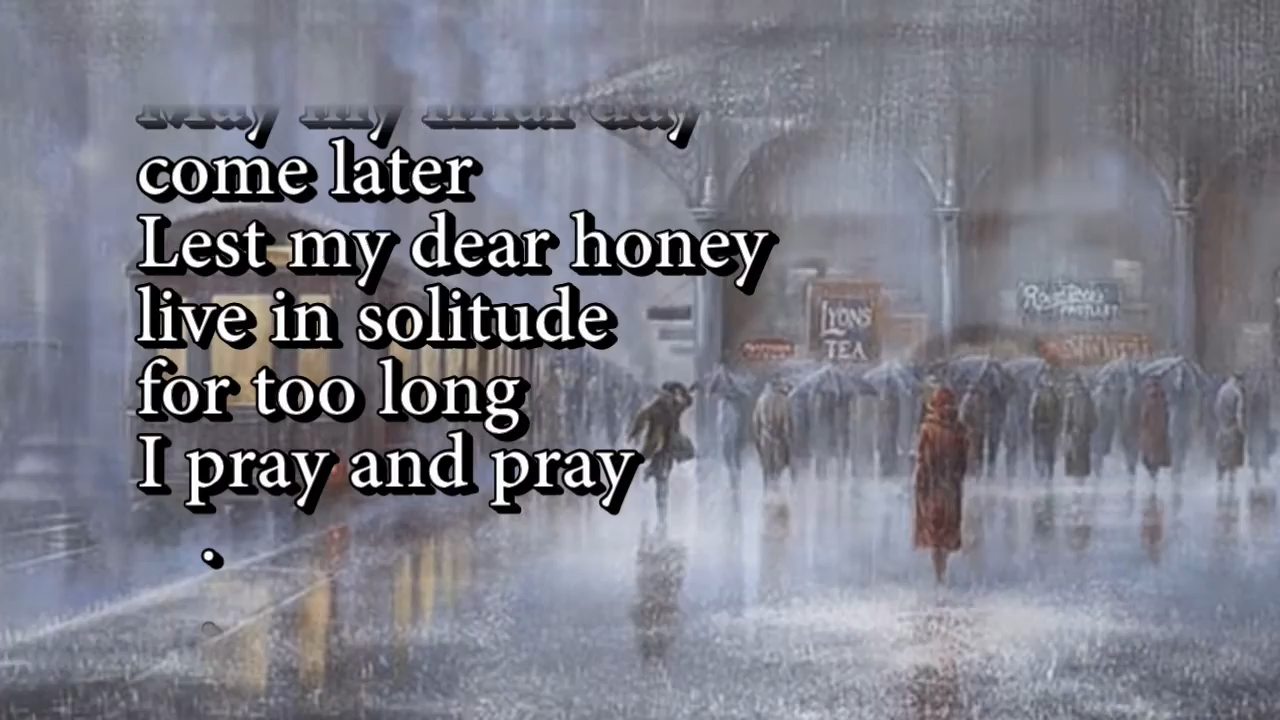 come later
Lest my dear honey
live in solitude
for too long
I pray and pray
.
LYONS
TEA